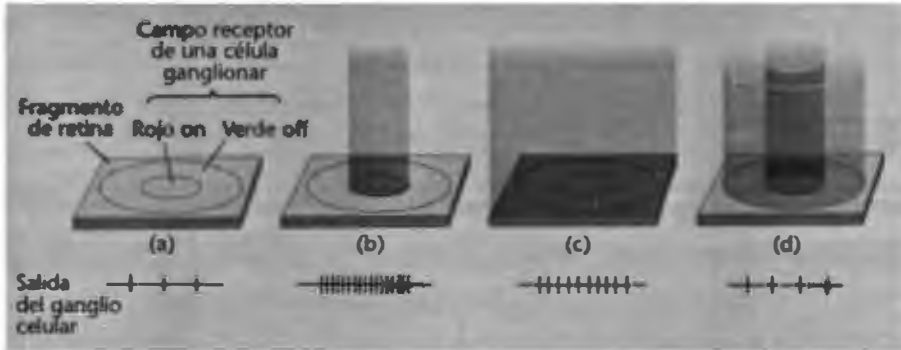 Campo receptor
de una célula
ganglionar
Fragmento
de retina
Rojo on Verde off
(a) (b) (c) (d)
Salida
del ganglio
celular